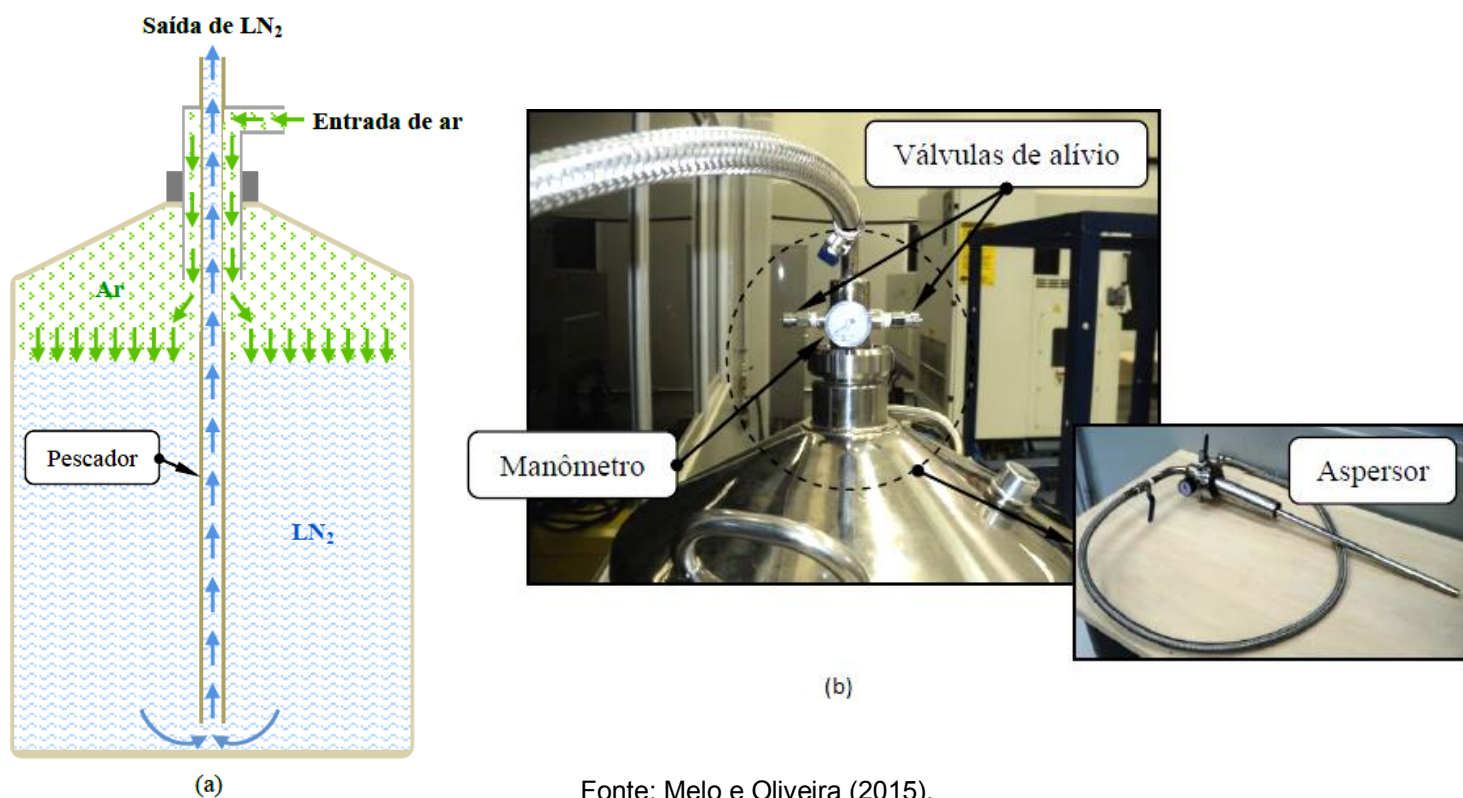 Saída de LN₂
Entrada de ar
Ar
Pescador
LN₂
(a)
Válvulas de alívio
Manômetro
Aspersor
(b)
Fonte: Melo e Oliveira (2015).